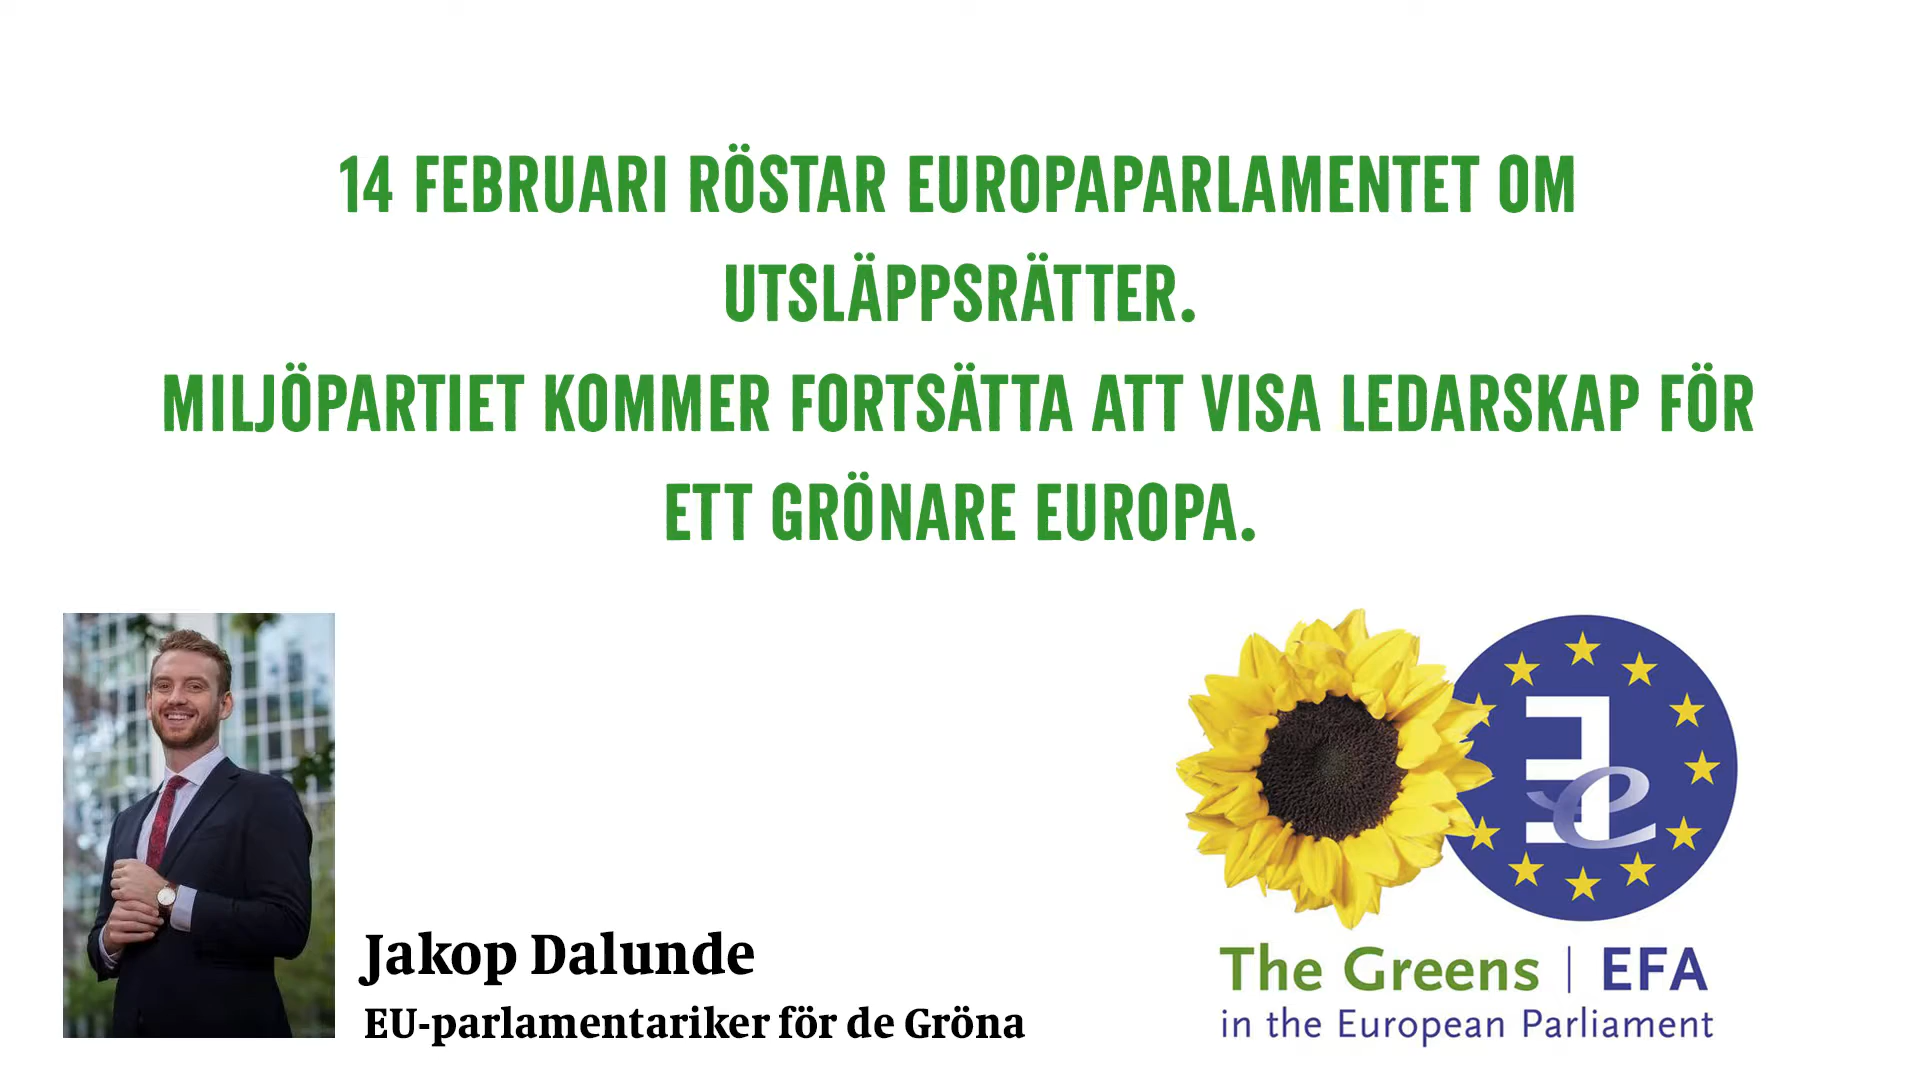 14 FEBRUARI RÖSTAR EUROPAPARLAMENTET OM
UTSLÄPPSRÄTTER.
MILJÖPARTIET KOMMER FORTSÄTTA ATT VISA LEDARSKAP FÖR
ETT GRÖNARE EUROPA.
Jakop Dalunde
EU-parlamentariker för de Gröna
The Greens | EFA
in the European Parliament